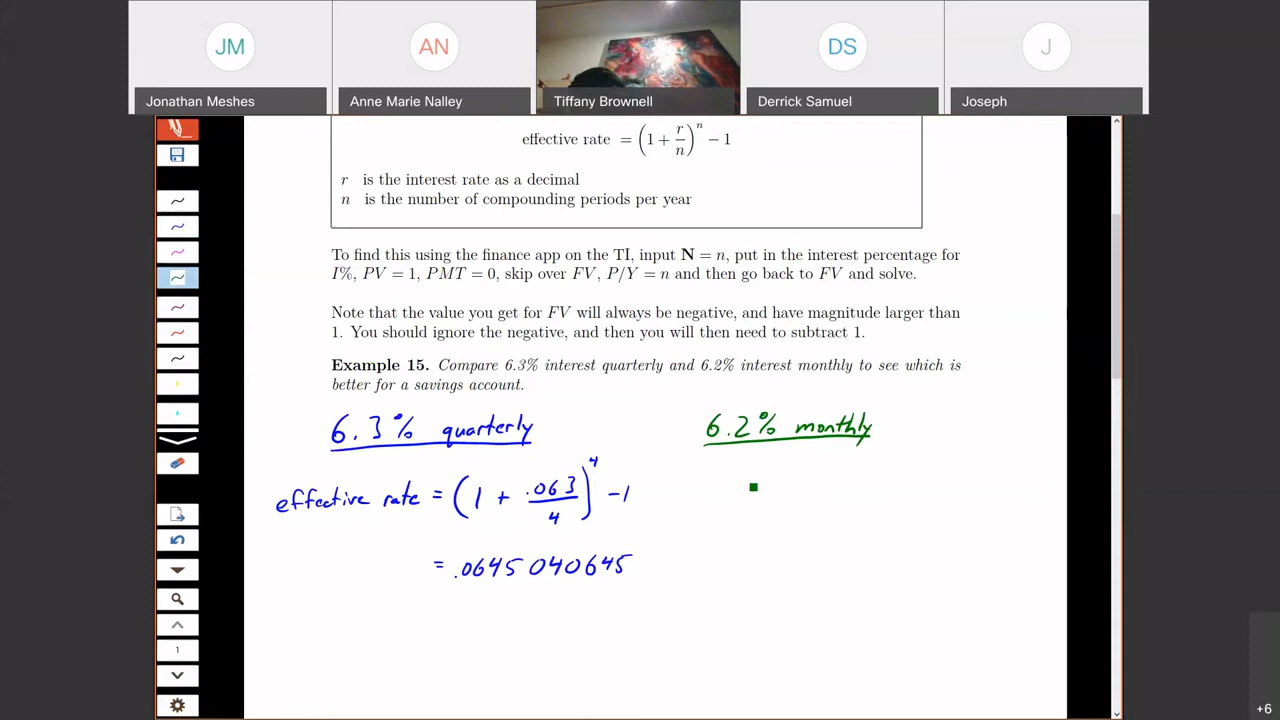 JM
AN
DS
J
Jonathan Meshes
Anne Marie Nalley
Tiffany Brownell
Derrick Samuel
Joseph
effective rate = (1 + r/n)^n − 1
r is the interest rate as a decimal
n is the number of compounding periods per year
To find this using the finance app on the TI, input N = n, put in the interest percentage for
I%, PV = 1, PMT = 0, skip over FV, P/Y = n and then go back to FV and solve.
Note that the value you get for FV will always be negative, and have magnitude larger than
1. You should ignore the negative, and then you will then need to subtract 1.
Example 15. Compare 6.3% interest quarterly and 6.2% interest monthly to see which is
better for a savings account.
6.3% quarterly
6.2% monthly
effective rate = (1 + .063/4)^4 −1
= .0645040645
1
+6